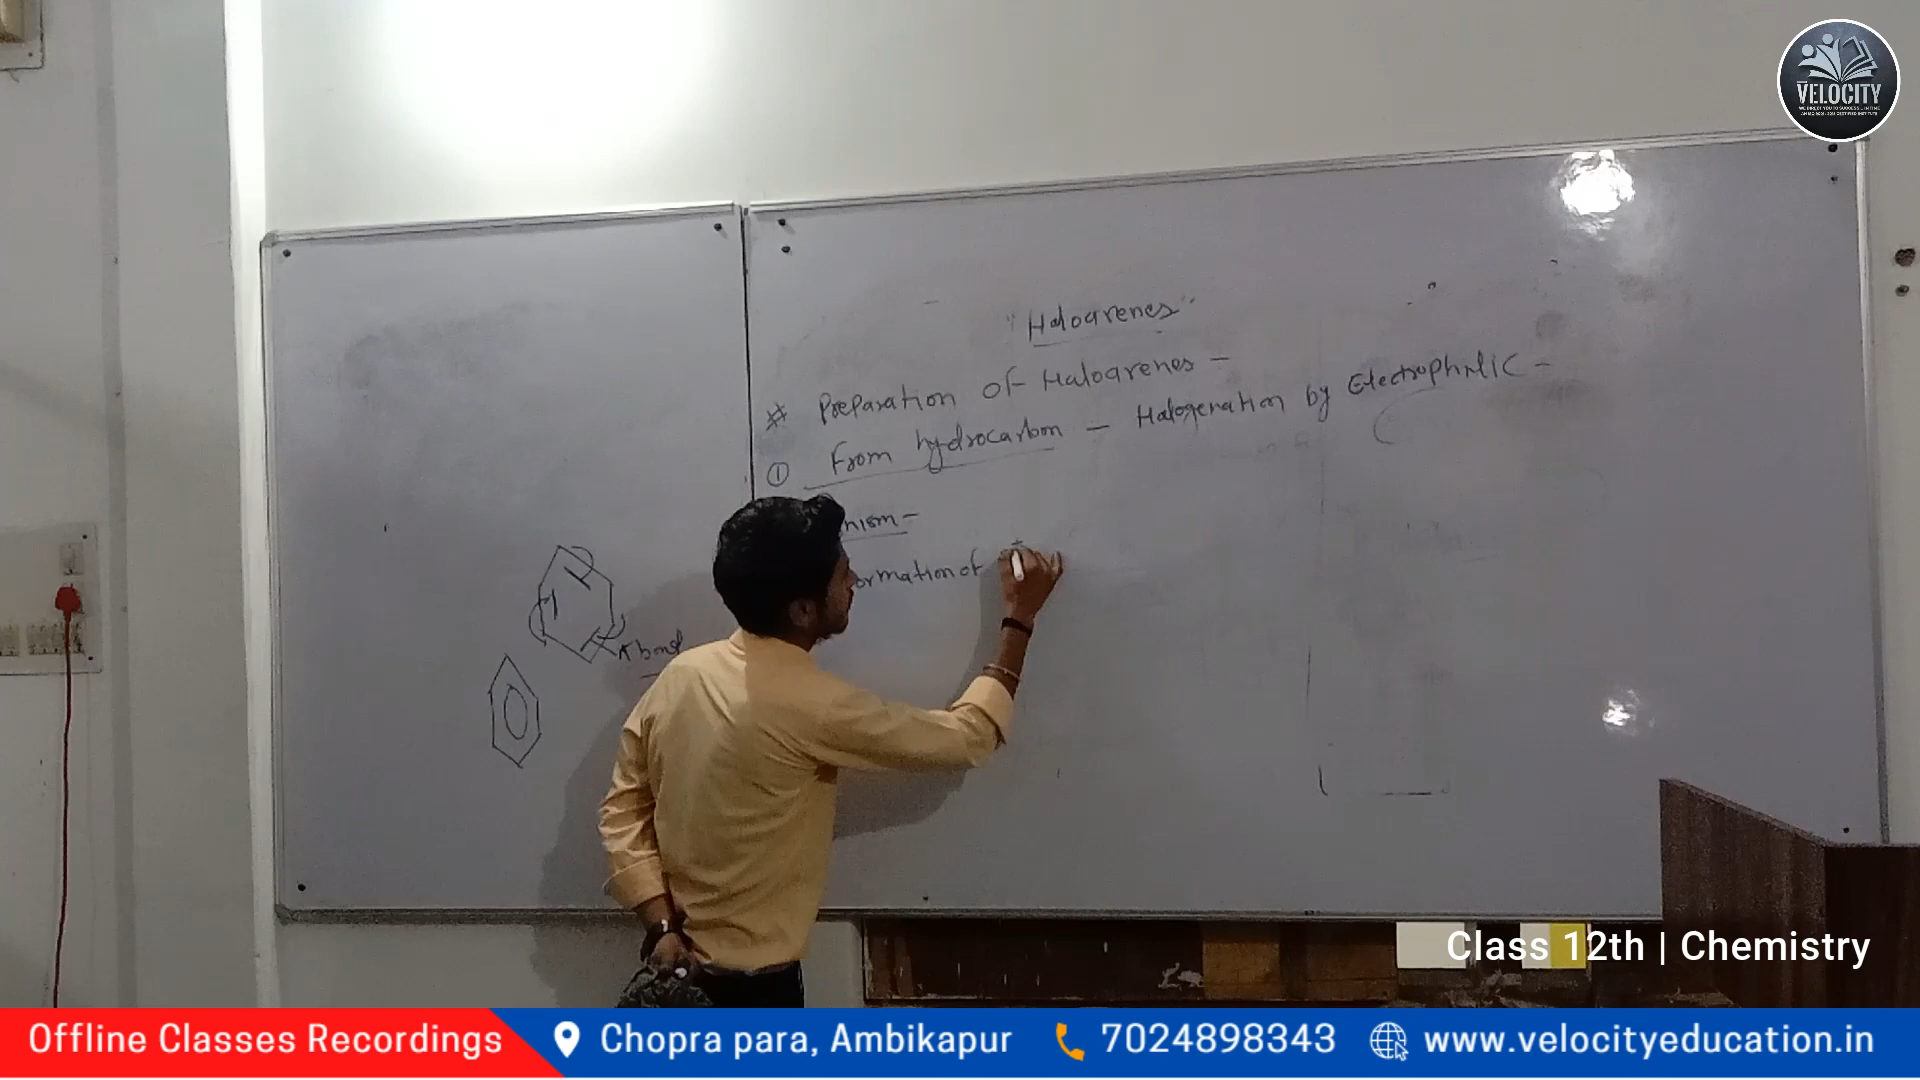 VELOCITY
"Haloarenes"
* Preparation of Haloarenes -
① From hydrocarbon - Halogenation by Electrophilic -
nism -
ormation of
π bond
Class 12th | Chemistry
Offline Classes Recordings
Chopra para, Ambikapur
7024898343
www.velocityeducation.in